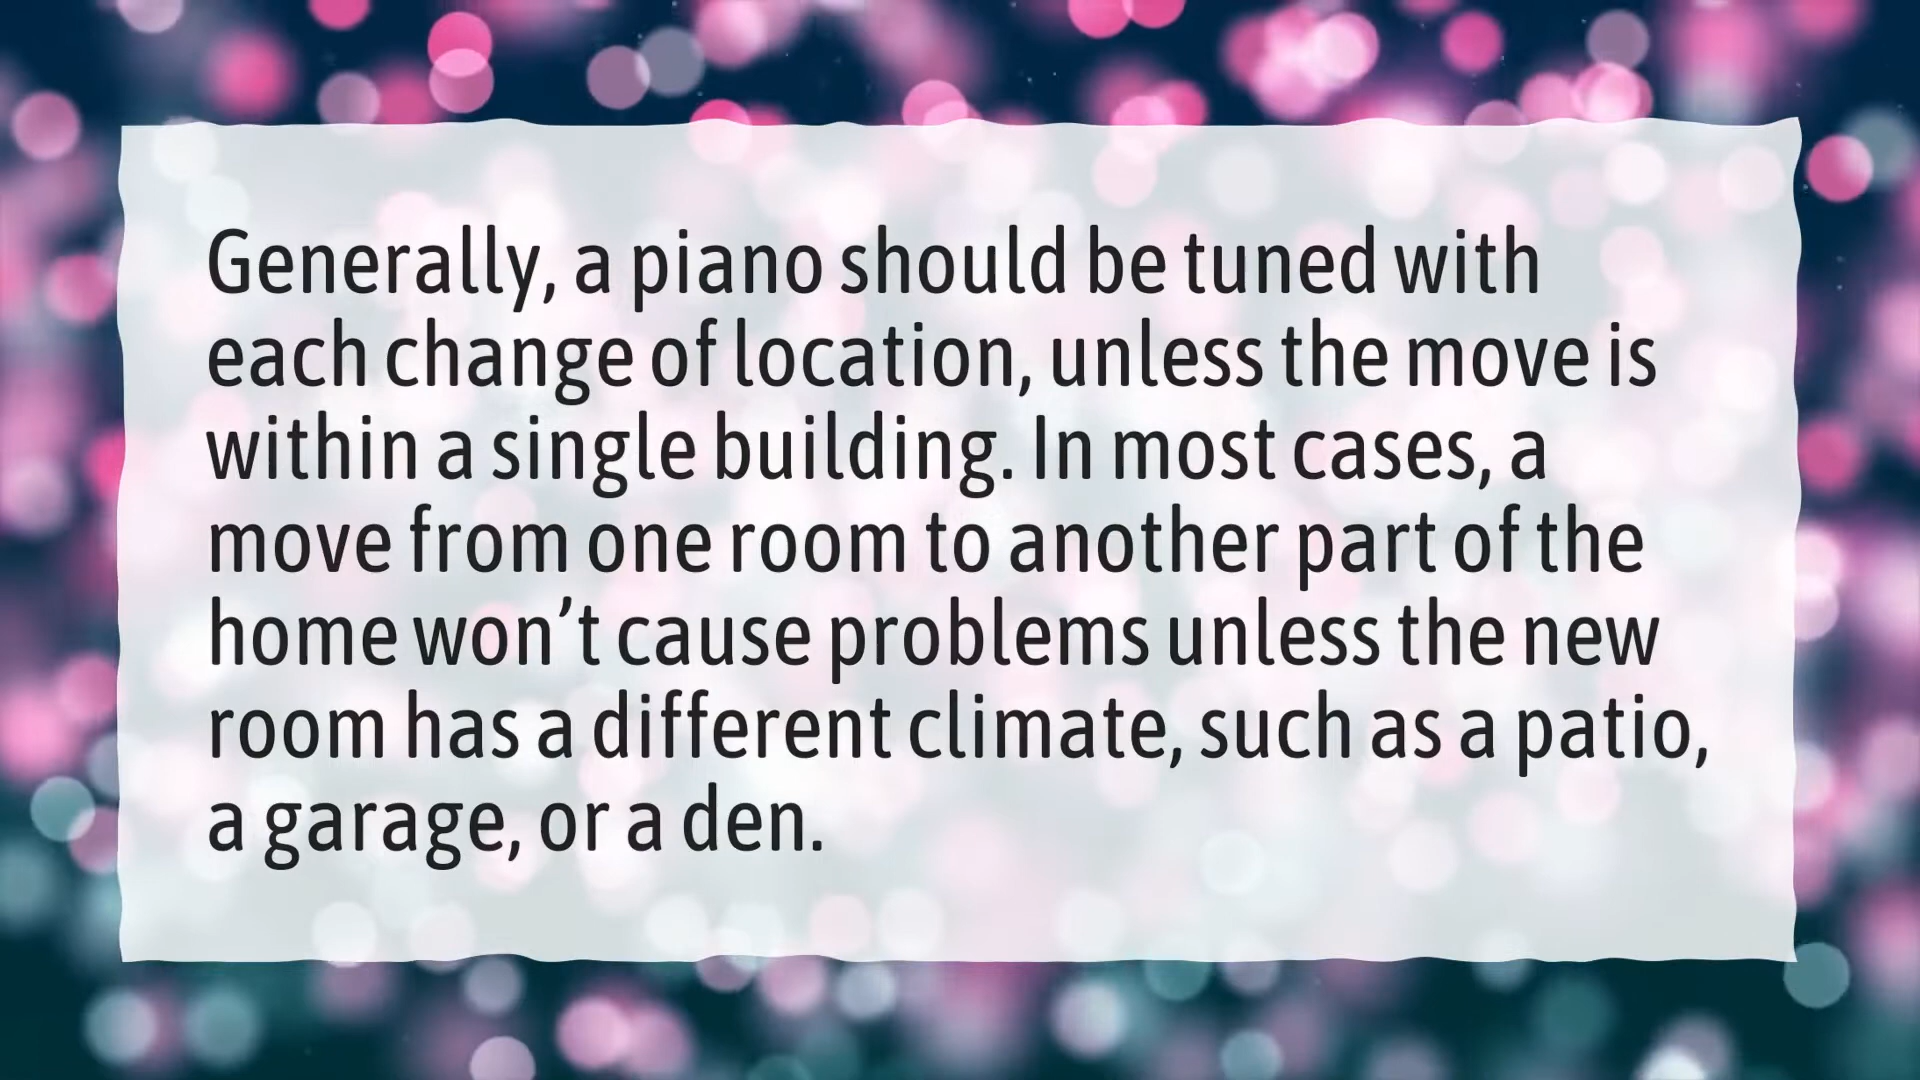 Generally, a piano should be tuned with
each change of location, unless the move is
within a single building. In most cases, a
move from one room to another part of the
home won’t cause problems unless the new
room has a different climate, such as a patio,
a garage, or a den.